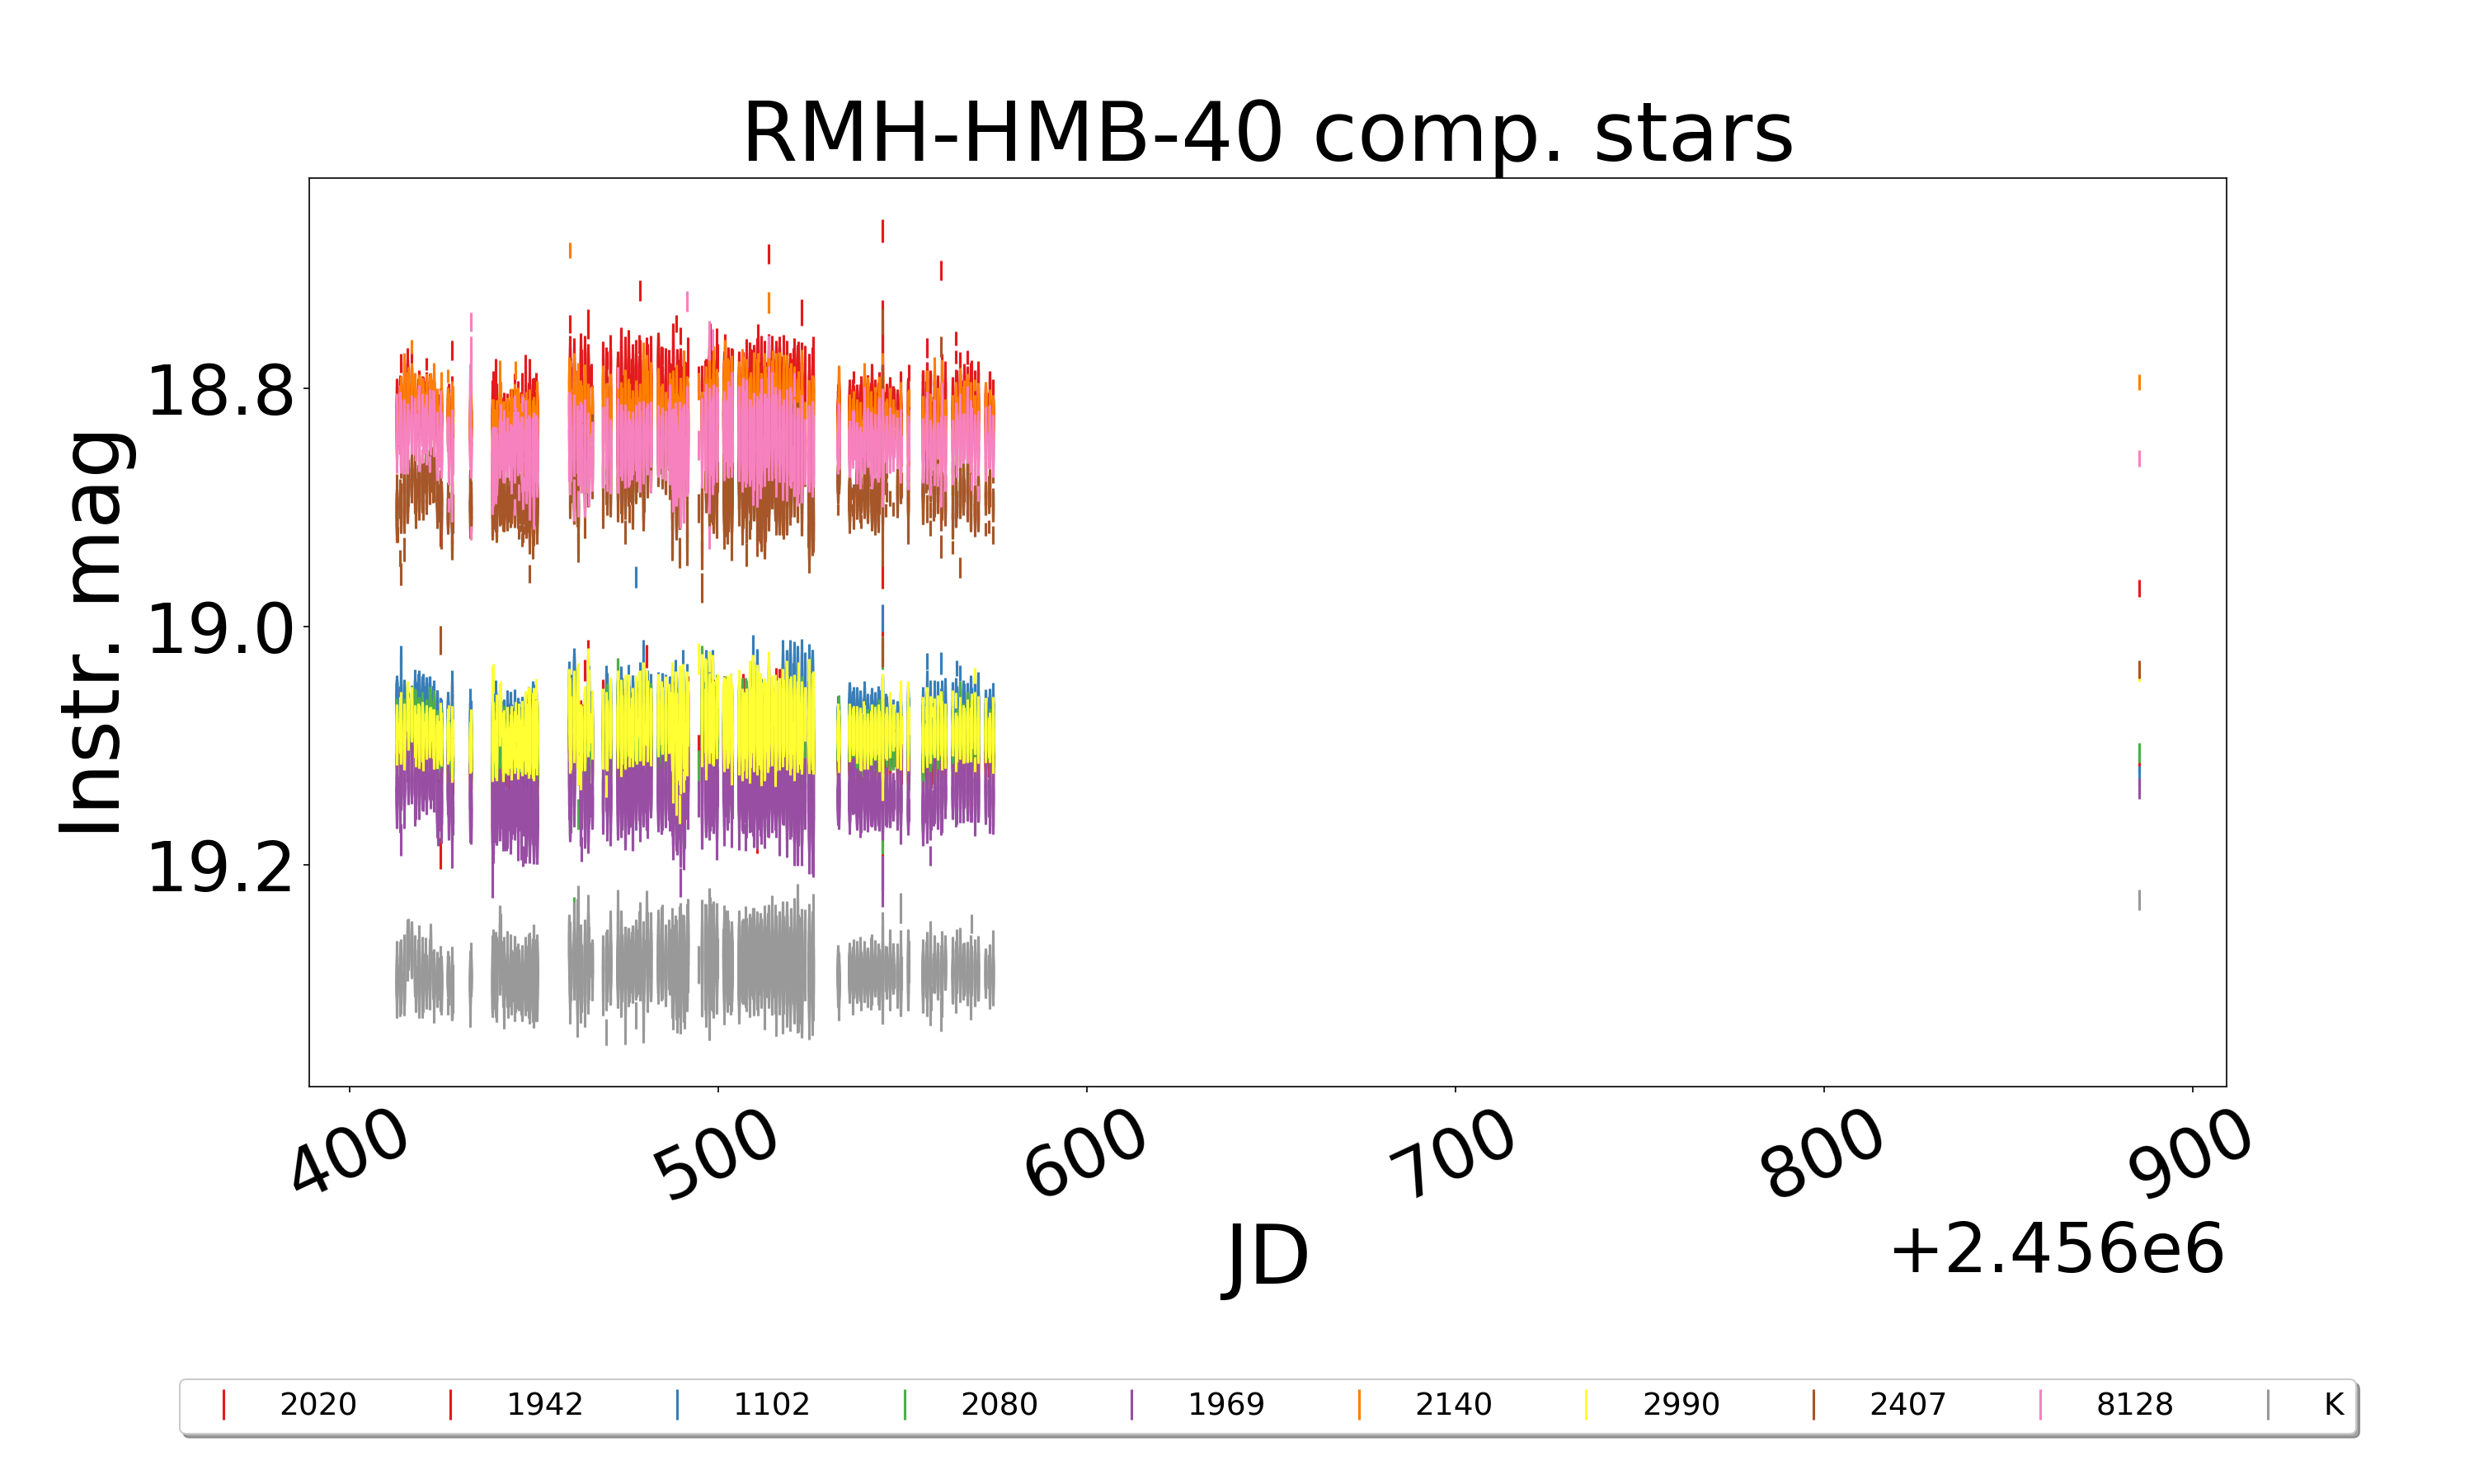 RMH-HMB-40 comp. stars
Instr. mag
18.8
19.0
19.2
400 500 600 700 800 900
JD
+2.456e6
2020 1942 1102 2080 1969 2140 2990 2407 8128 K